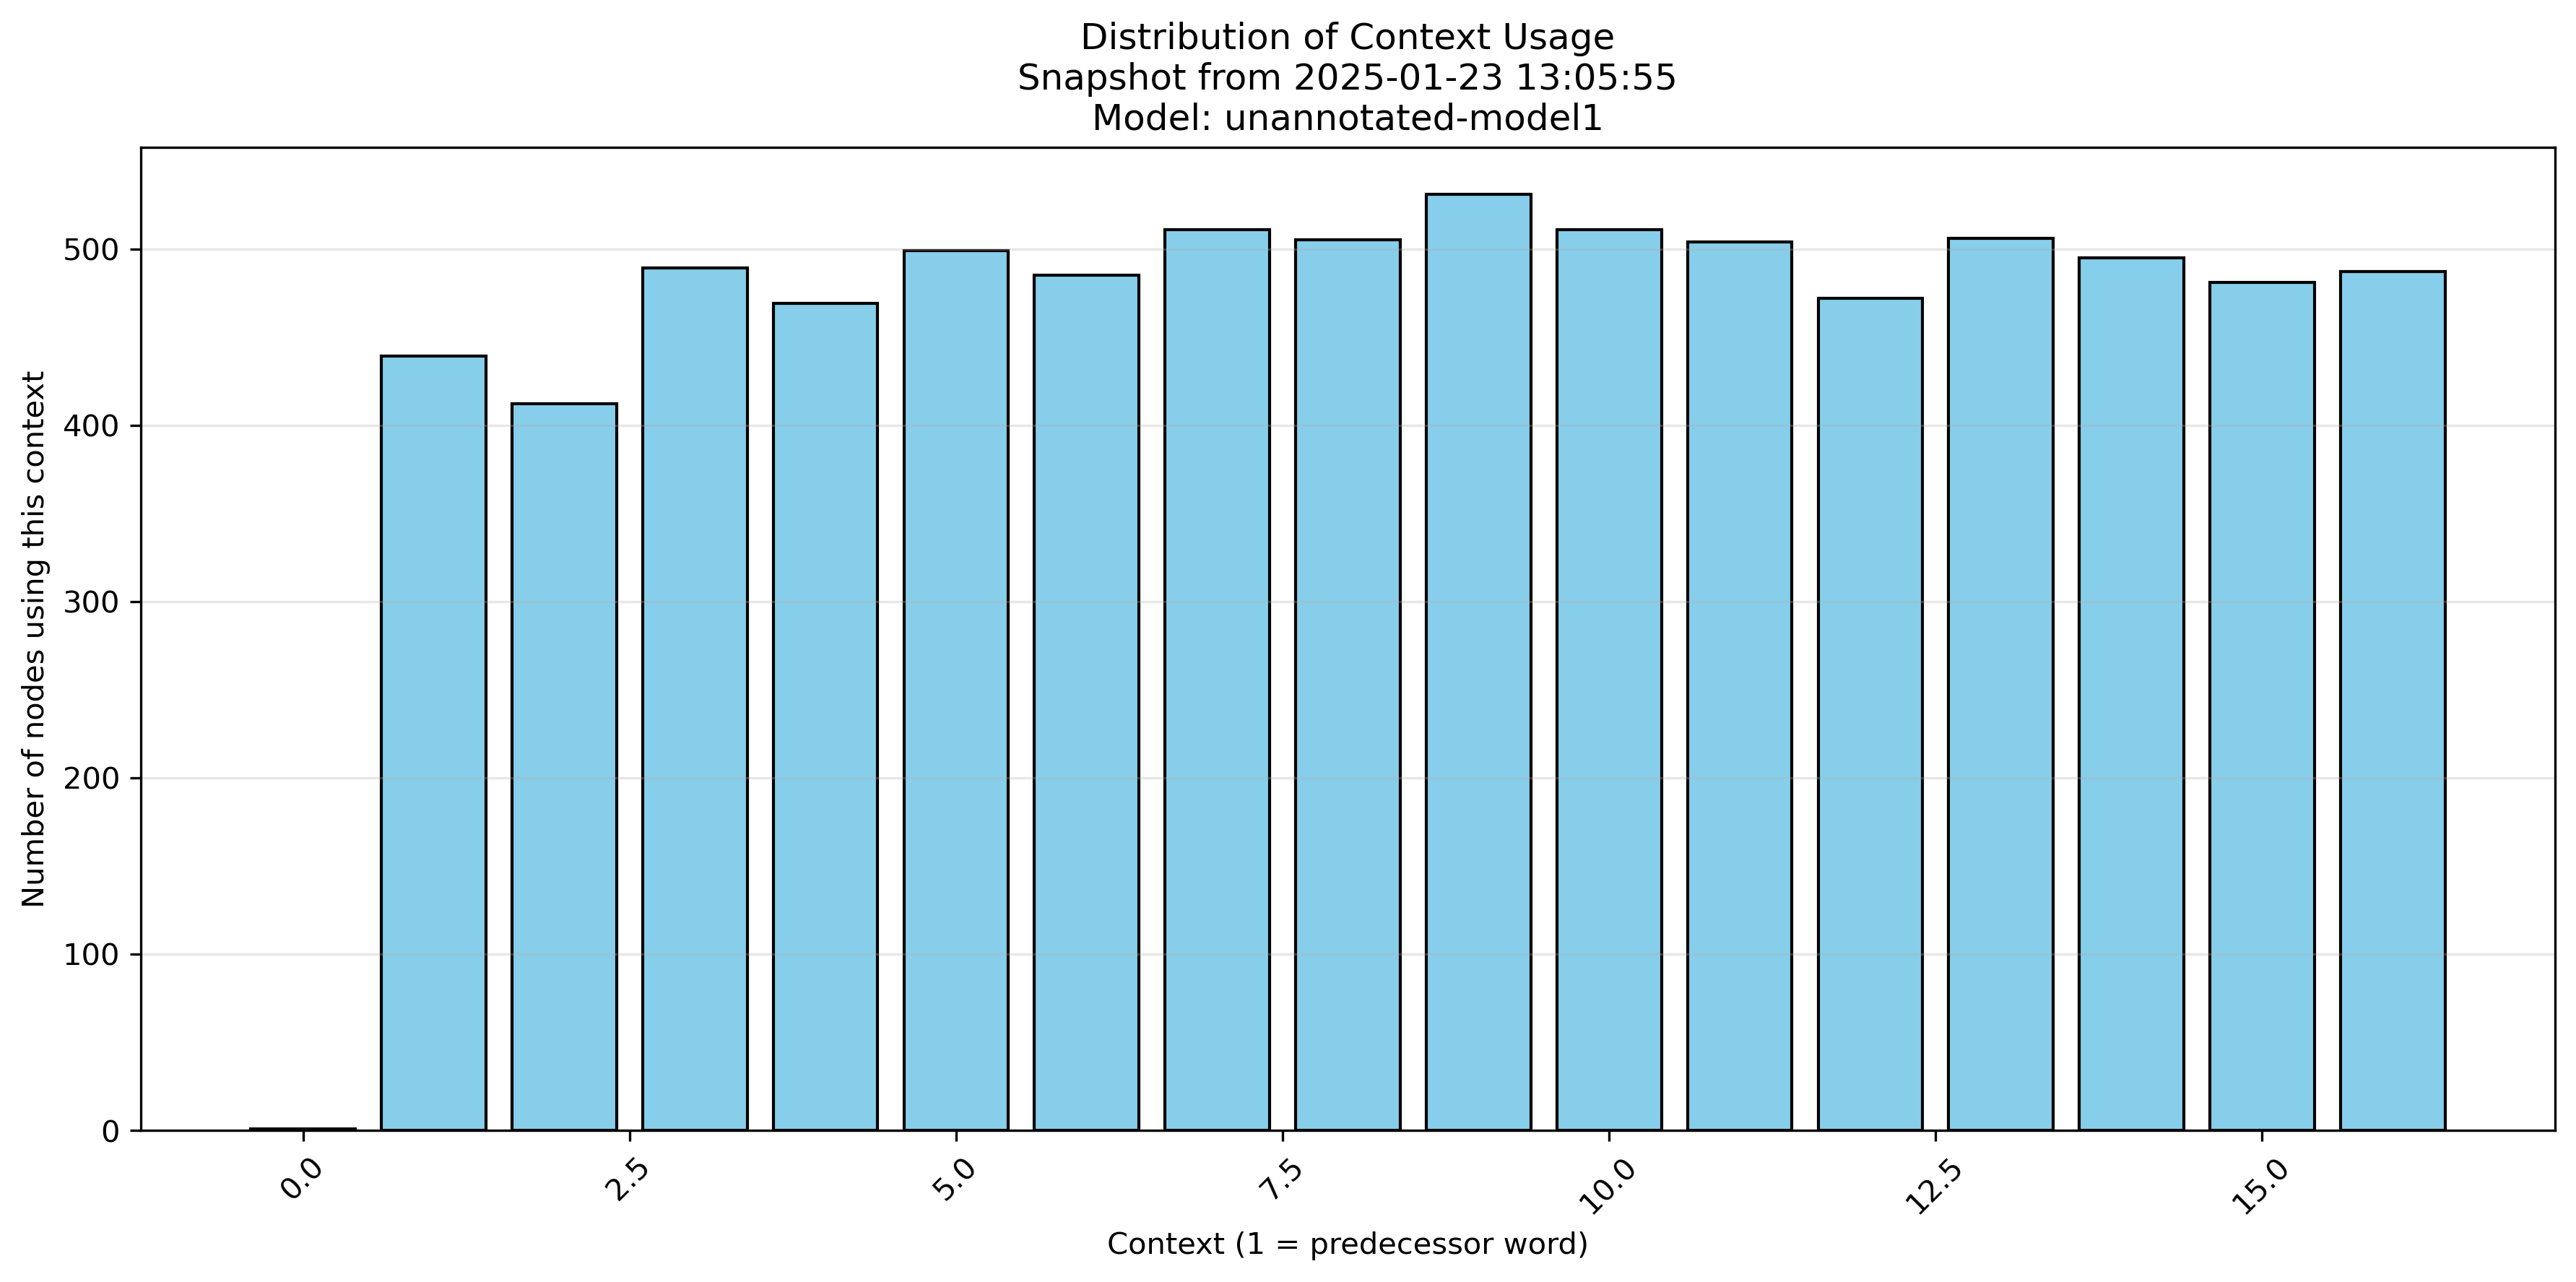 Distribution of Context Usage
Snapshot from 2025-01-23 13:05:55
Model: unannotated-model1
Number of nodes using this context
500
400
300
200
100
0
0.0
2.5
5.0
7.5
10.0
12.5
15.0
Context (1 = predecessor word)